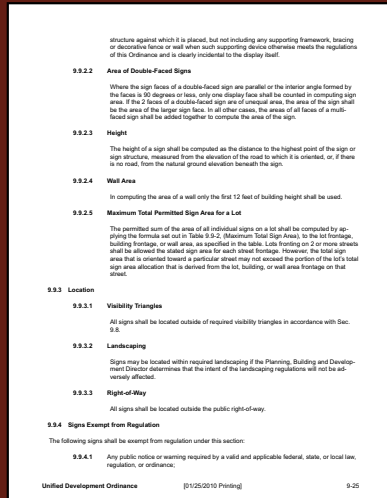 structure against which it is placed, but not including any supporting framework, bracing
or decorative fence or wall when such supporting device otherwise meets the regulations
of this Ordinance and is clearly incidental to the display itself.
9.9.2.2 Area of Double-Faced Signs
Where the sign faces of a double-faced sign are parallel or the interior angle formed by
the faces is 90 degrees or less, only one display face shall be counted in computing sign
area. If the 2 faces of a double-faced sign are of unequal area, the area of the sign shall
be the area of the larger sign face. In all other cases, the areas of all faces of a multi-
faced sign shall be added together to compute the area of the sign.
9.9.2.3 Height
The height of a sign shall be computed as the distance to the highest point of the sign or
sign structure, measured from the elevation of the road to which it is oriented, or, if there
is no road, from the natural ground elevation beneath the sign.
9.9.2.4 Wall Area
In computing the area of a wall only the first 12 feet of building height shall be used.
9.9.2.5 Maximum Total Permitted Sign Area for a Lot
The permitted sum of the area of all individual signs on a lot shall be computed by ap-
plying the formula set out in Table 9.9-2, (Maximum Total Sign Area), to the lot frontage,
building frontage, or wall area, as specified in the table. Lots fronting on 2 or more streets
shall be allowed the stated sign area for each street frontage. However, the total sign
area that is oriented toward a particular street may not exceed the portion of the lot's total
sign area allocation that is derived from the lot, building, or wall area frontage on that
street.
9.9.3 Location
9.9.3.1 Visibility Triangles
All signs shall be located outside of required visibility triangles in accordance with Sec.
9.8.
9.9.3.2 Landscaping
Signs may be located within required landscaping if the Planning, Building and Develop-
ment Director determines that the intent of the landscaping regulations will not be ad-
versely affected.
9.9.3.3 Right-of-Way
All signs shall be located outside the public right-of-way.
9.9.4 Signs Exempt from Regulation
The following signs shall be exempt from regulation under this section:
9.9.4.1 Any public notice or warning required by a valid and applicable federal, state, or local law,
regulation, or ordinance;
Unified Development Ordinance [01/25/2010 Printing] 9-25